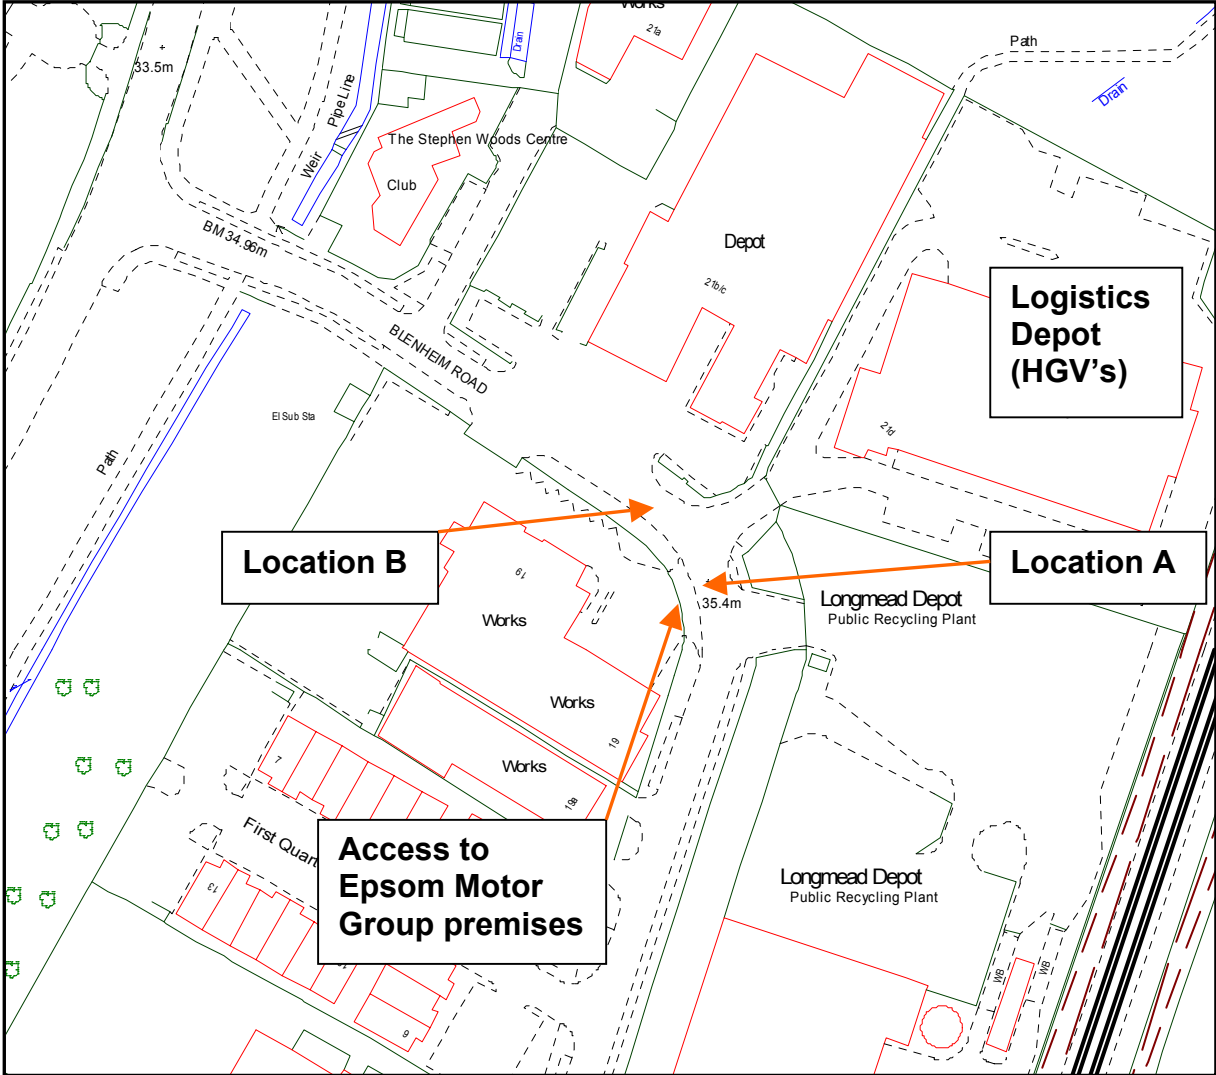 Works
21a
Drain
Path
33.5m
Pipe Line
Drain
The Stephen Woods Centre
Weir
Club
BM 34.96m
Depot
21b/c
Logistics
Depot
(HGV's)
BLENHEIM ROAD
El Sub Sta
21d
Path
Location B
Location A
19
35.4m
Longmead Depot
Public Recycling Plant
Works
Works
19
7
Works
19a
First Quar
Access to
Epsom Motor
Group premises
Longmead Depot
Public Recycling Plant
13
WB
WB
6